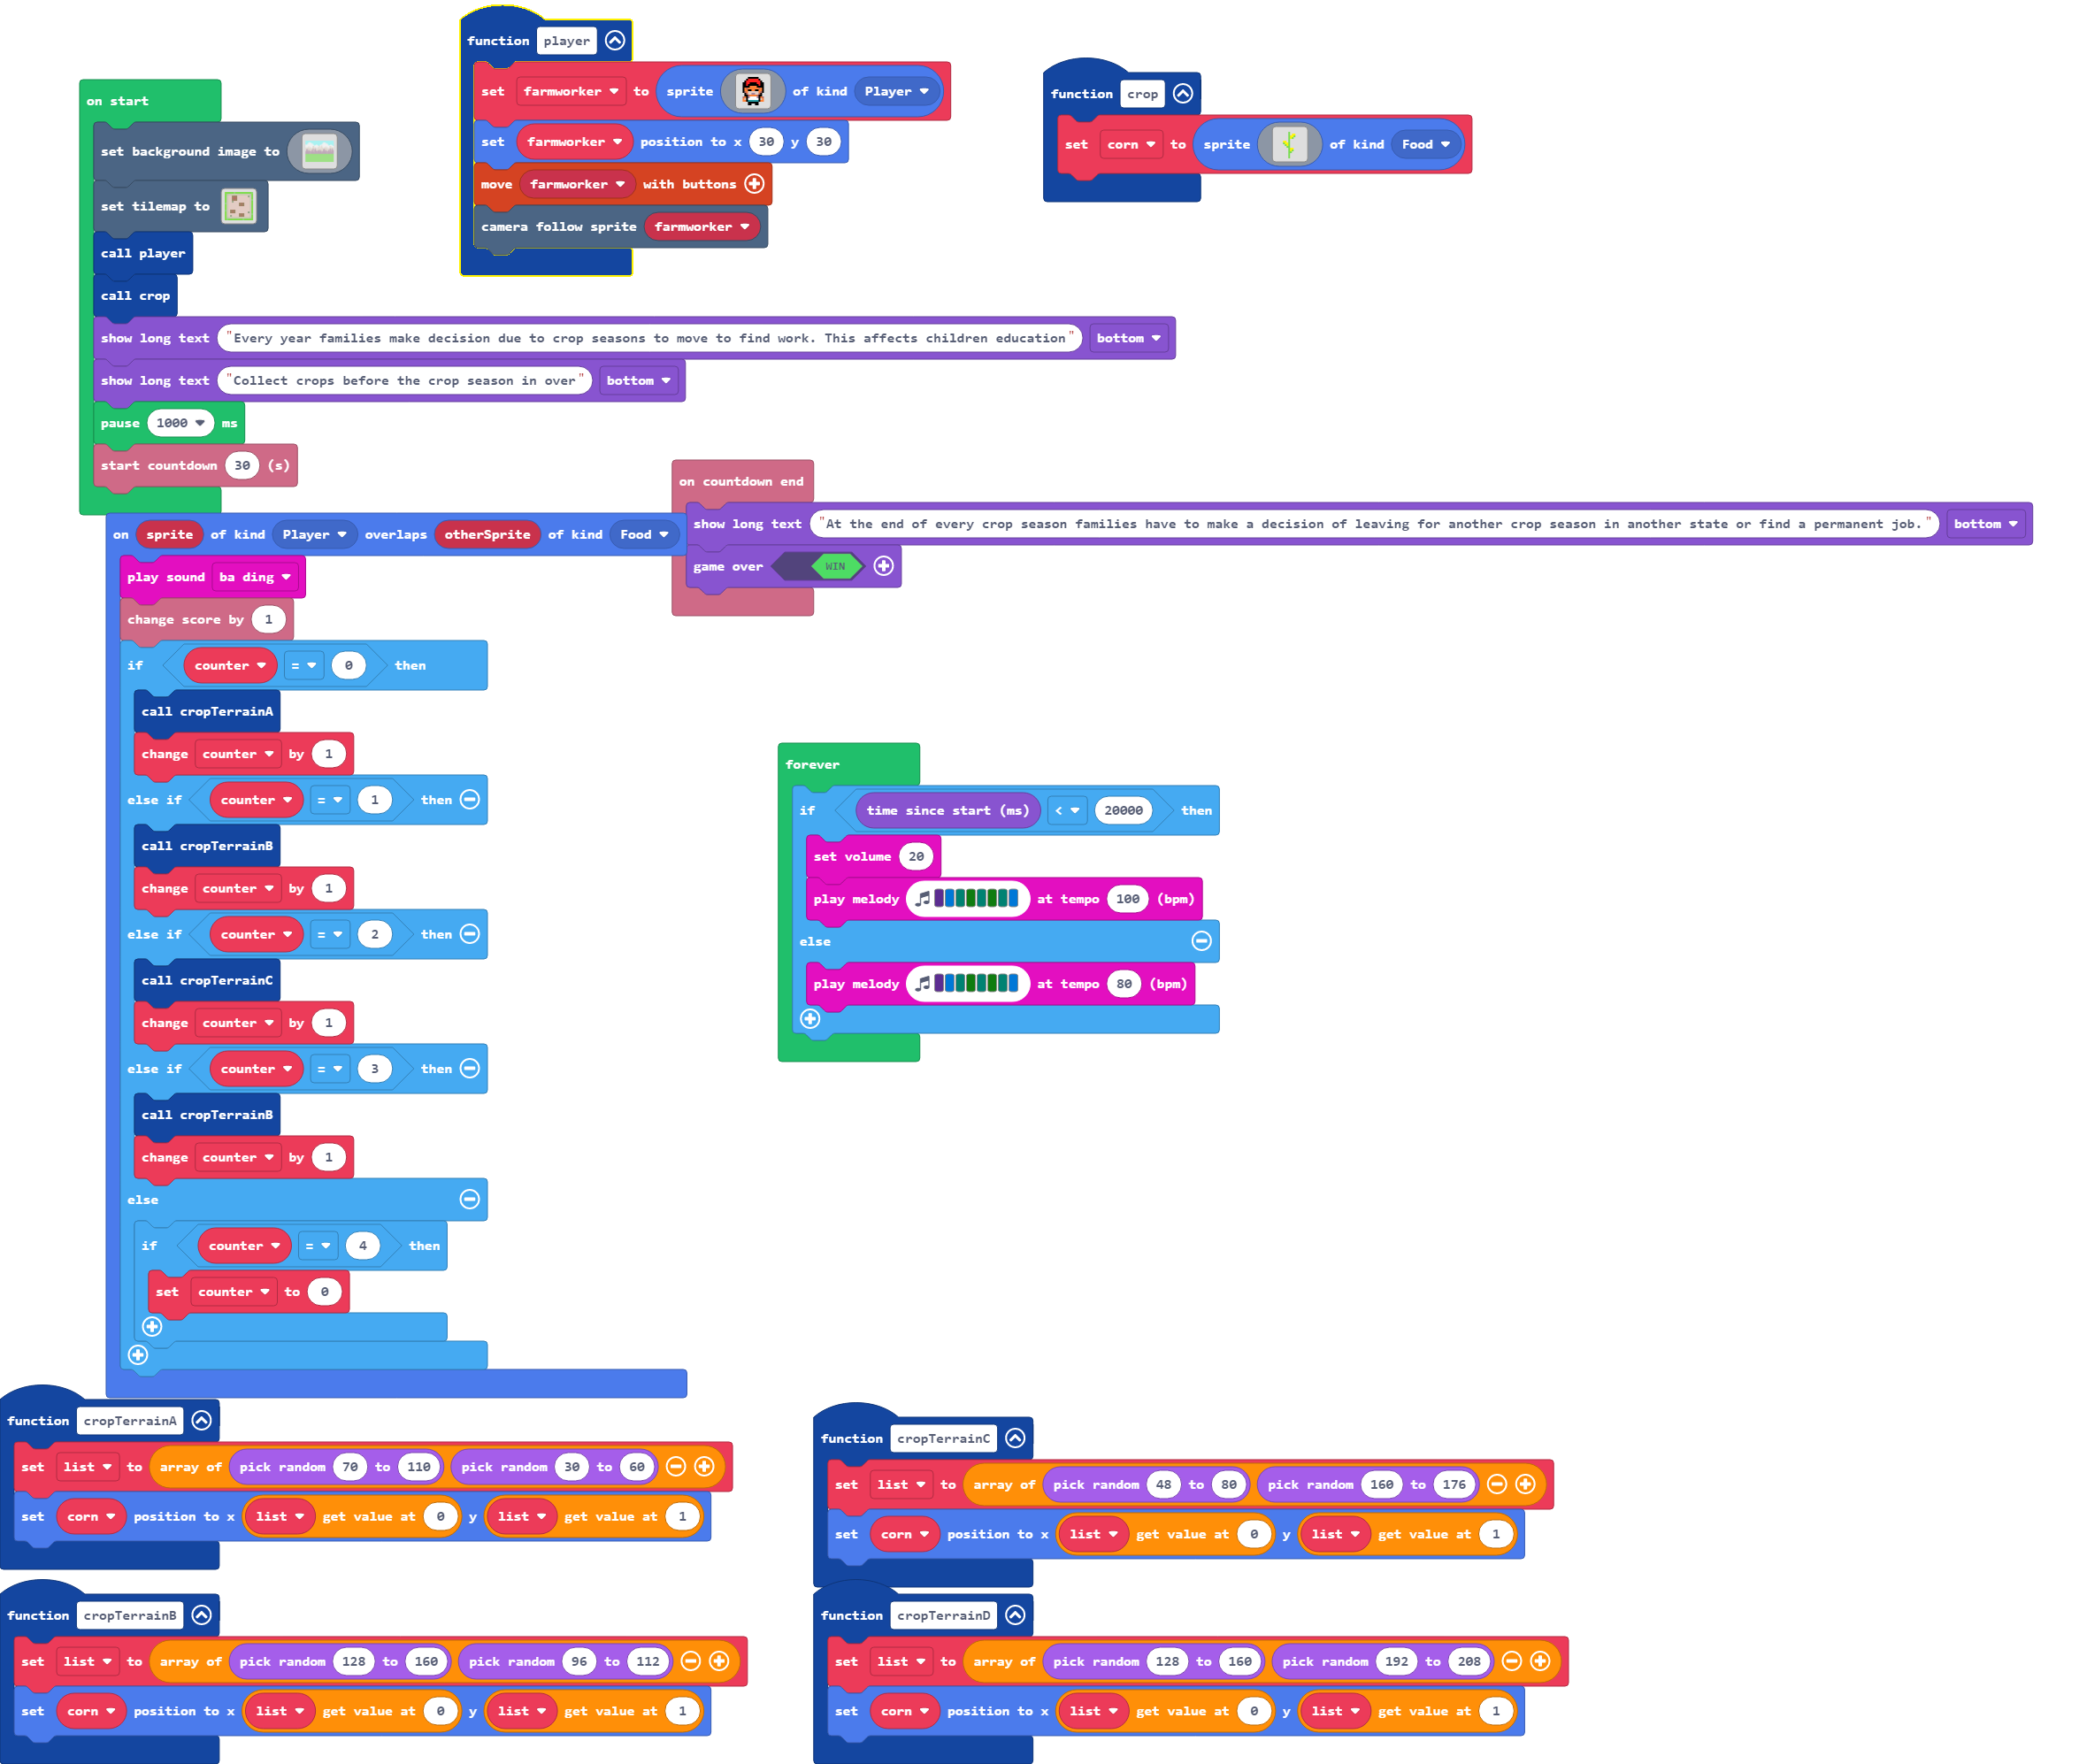 function player
set farmworker to sprite of kind Player
set farmworker position to x 30 y 30
move farmworker with buttons
camera follow sprite farmworker
function crop
set corn to sprite of kind Food
on start
set background image to
set tilemap to
call player
call crop
show long text "Every year families make decision due to crop seasons to move to find work. This affects children education" bottom
show long text "Collect crops before the crop season in over" bottom
pause 1000 ms
start countdown 30 (s)
on countdown end
show long text "At the end of every crop season families have to make a decision of leaving for another crop season in another state or find a permanent job." bottom
game over WIN
on sprite of kind Player overlaps otherSprite of kind Food
play sound ba ding
change score by 1
if counter = 0 then
call cropTerrainA
change counter by 1
else if counter = 1 then
call cropTerrainB
change counter by 1
else if counter = 2 then
call cropTerrainC
change counter by 1
else if counter = 3 then
call cropTerrainB
change counter by 1
else
if counter = 4 then
set counter to 0
forever
if time since start (ms) < 20000 then
set volume 20
play melody at tempo 100 (bpm)
else
play melody at tempo 80 (bpm)
function cropTerrainA
set list to array of pick random 70 to 110 pick random 30 to 60
set corn position to x list get value at 0 y list get value at 1
function cropTerrainC
set list to array of pick random 48 to 80 pick random 160 to 176
set corn position to x list get value at 0 y list get value at 1
function cropTerrainB
set list to array of pick random 128 to 160 pick random 96 to 112
set corn position to x list get value at 0 y list get value at 1
function cropTerrainD
set list to array of pick random 128 to 160 pick random 192 to 208
set corn position to x list get value at 0 y list get value at 1